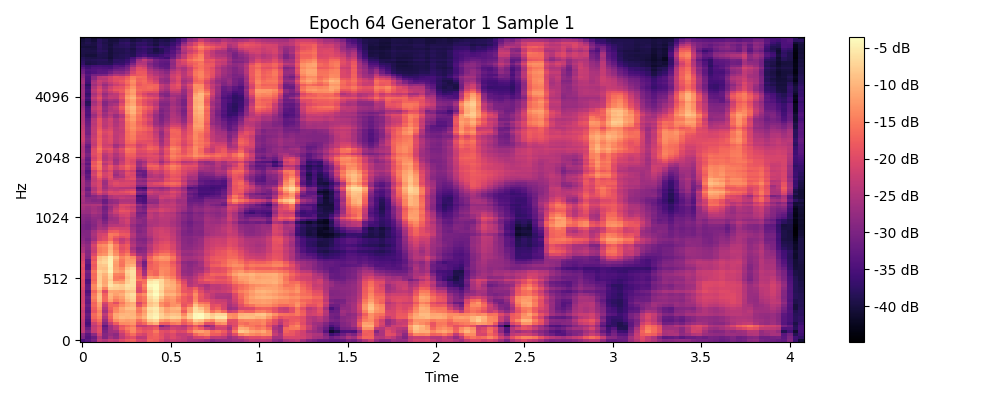 Epoch 64 Generator 1 Sample 1
Hz
4096
2048
1024
512
0
0
0.5
1
1.5
2
2.5
3
3.5
4
Time
-5 dB
-10 dB
-15 dB
-20 dB
-25 dB
-30 dB
-35 dB
-40 dB